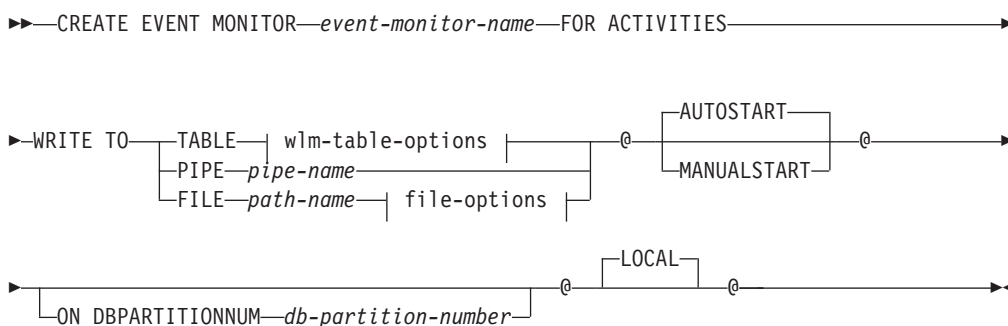 CREATE EVENT MONITOR event-monitor-name FOR ACTIVITIES
AUTOSTART
WRITE TO TABLE wlm-table-options @ @
PIPE pipe-name MANUALSTART
FILE path-name file-options
LOCAL
@ @
ON DBPARTITIONNUM db-partition-number